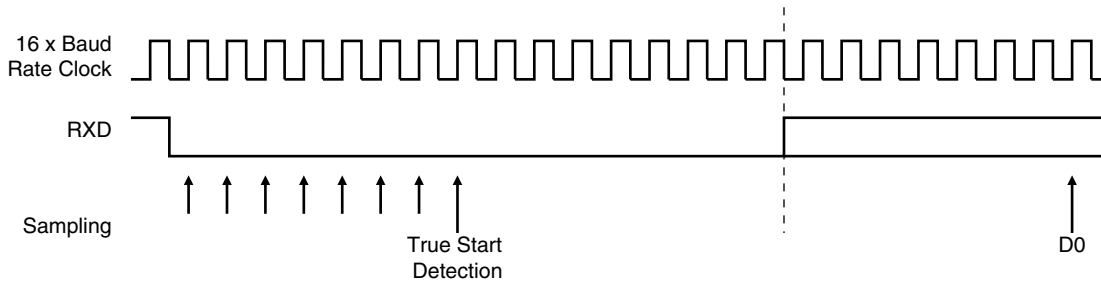 16 x Baud
Rate Clock
RXD
Sampling
True Start
Detection
D0